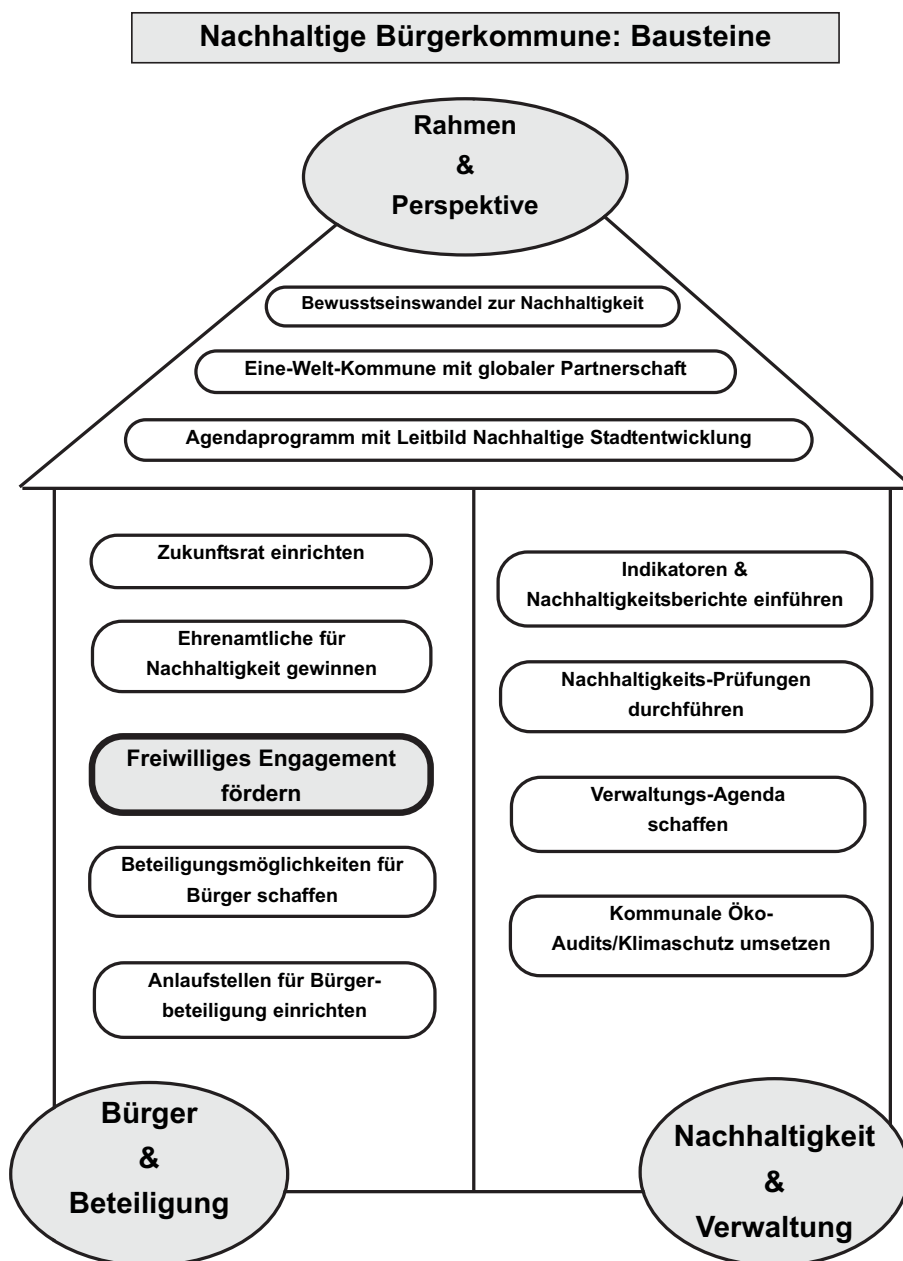 Nachhaltige Bürgerkommune: Bausteine
Rahmen
&
Perspektive
Bewusstseinswandel zur Nachhaltigkeit
Eine-Welt-Kommune mit globaler Partnerschaft
Agendaprogramm mit Leitbild Nachhaltige Stadtentwicklung
Zukunftsrat einrichten
Ehrenamtliche für
Nachhaltigkeit gewinnen
Freiwilliges Engagement
fördern
Beteiligungsmöglichkeiten für
Bürger schaffen
Anlaufstellen für Bürger-
beteiligung einrichten
Bürger
&
Beteiligung
Indikatoren &
Nachhaltigkeitsberichte einführen
Nachhaltigkeits-Prüfungen
durchführen
Verwaltungs-Agenda
schaffen
Kommunale Öko-
Audits/Klimaschutz umsetzen
Nachhaltigkeit
&
Verwaltung